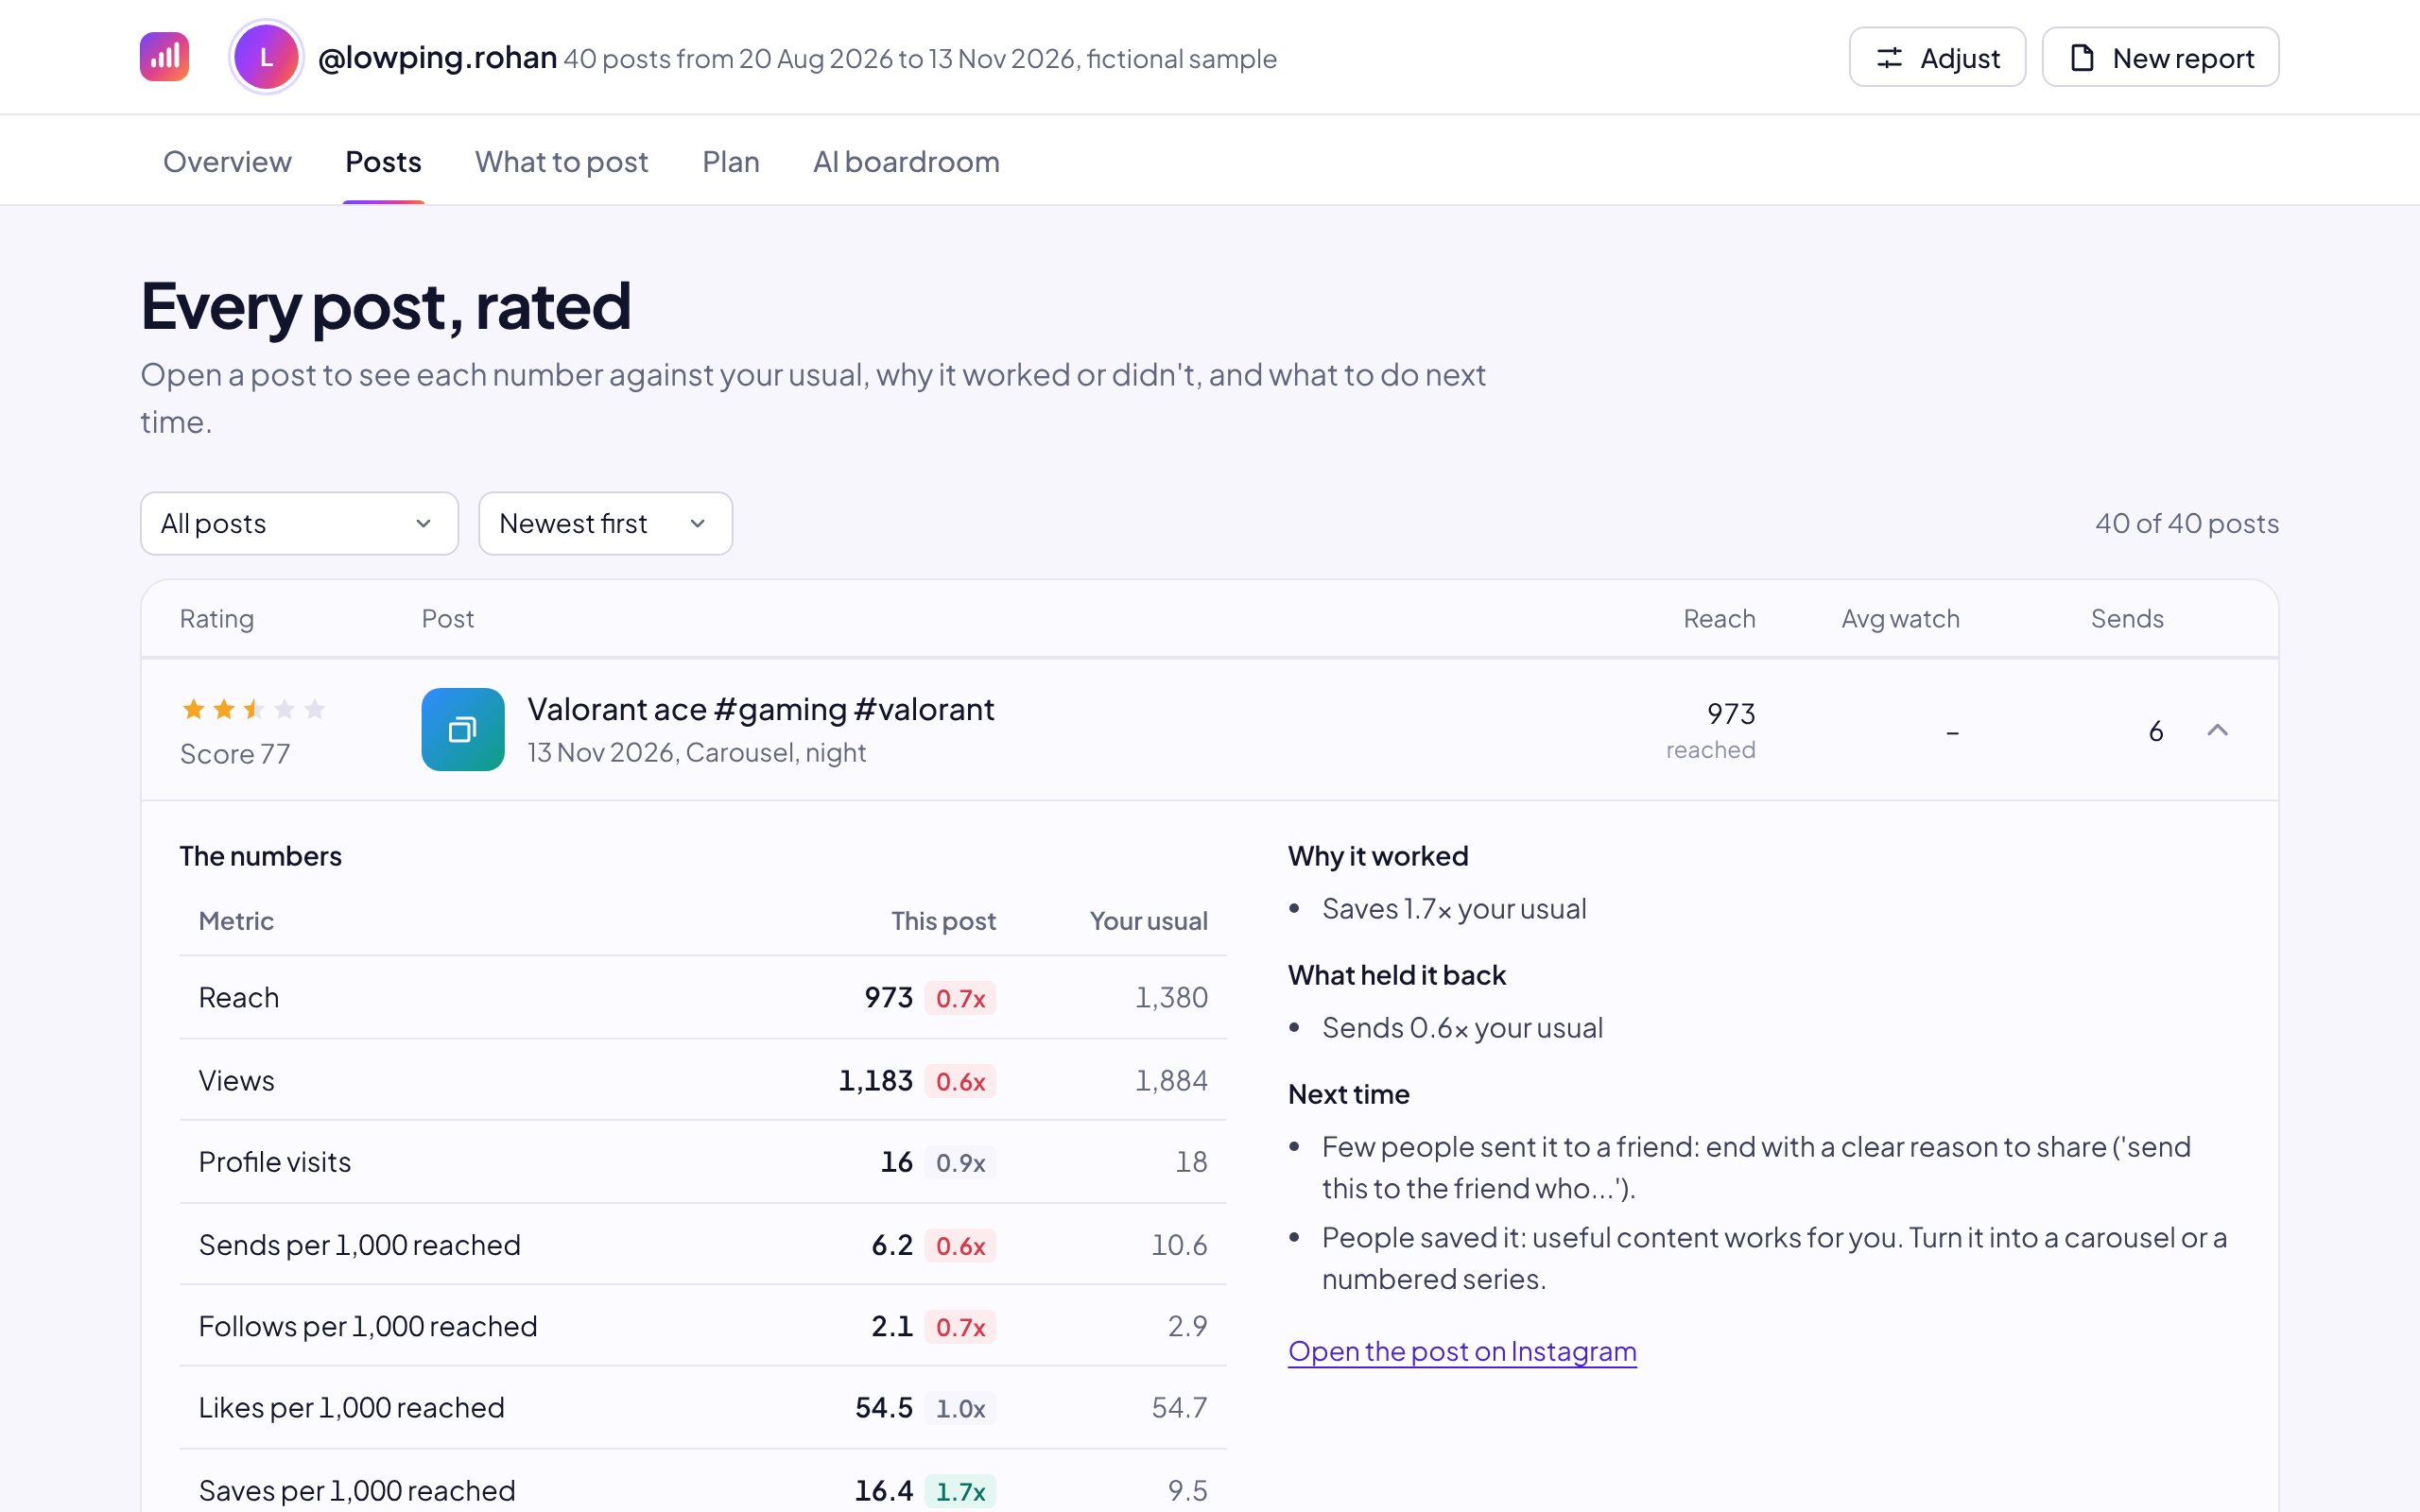 L
@lowping.rohan 40 posts from 20 Aug 2026 to 13 Nov 2026, fictional sample
Adjust
New report
Overview
Posts
What to post
Plan
AI boardroom
Every post, rated
Open a post to see each number against your usual, why it worked or didn't, and what to do next
time.
All posts
Newest first
40 of 40 posts
Rating
Post
Reach
Avg watch
Sends
Score 77
Valorant ace #gaming #valorant
13 Nov 2026, Carousel, night
973
reached
–
6
The numbers
Metric
This post
Your usual
Reach
973
0.7x
1,380
Views
1,183
0.6x
1,884
Profile visits
16
0.9x
18
Sends per 1,000 reached
6.2
0.6x
10.6
Follows per 1,000 reached
2.1
0.7x
2.9
Likes per 1,000 reached
54.5
1.0x
54.7
Saves per 1,000 reached
16.4
1.7x
9.5
Why it worked
• Saves 1.7× your usual
What held it back
• Sends 0.6× your usual
Next time
• Few people sent it to a friend: end with a clear reason to share ('send
this to the friend who...').
• People saved it: useful content works for you. Turn it into a carousel or a
numbered series.
Open the post on Instagram